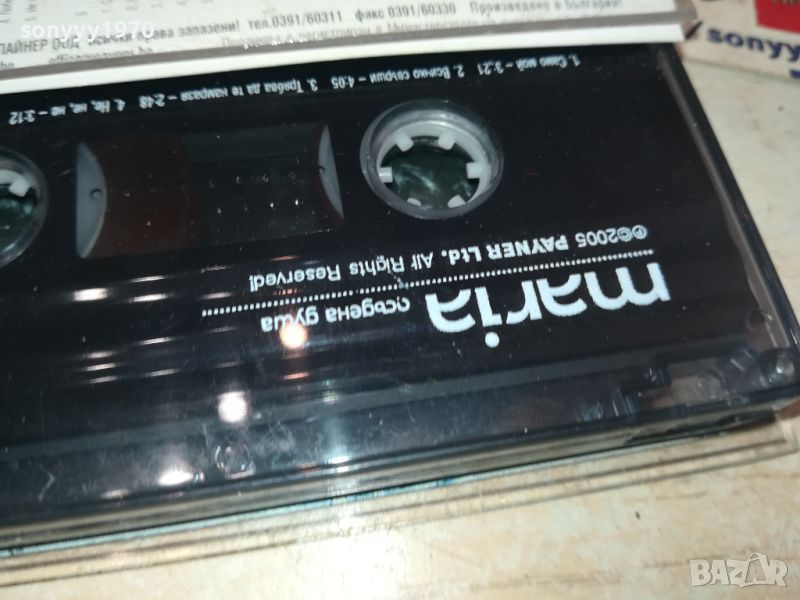 sonyyy1970
тел.0391/60311 факс 0391/60330 Произведено в България!
ПАЙНЕР ООД
sonyy
1. Само мой – 3.21 2. Всичко свърши – 4:05 3. Трябва да те намразя – 2:48 4. Не, не, не – 3:12
maria
осъдена душа
℗©2005 PAYNER Ltd. All Rights Reserved!
BAZAR